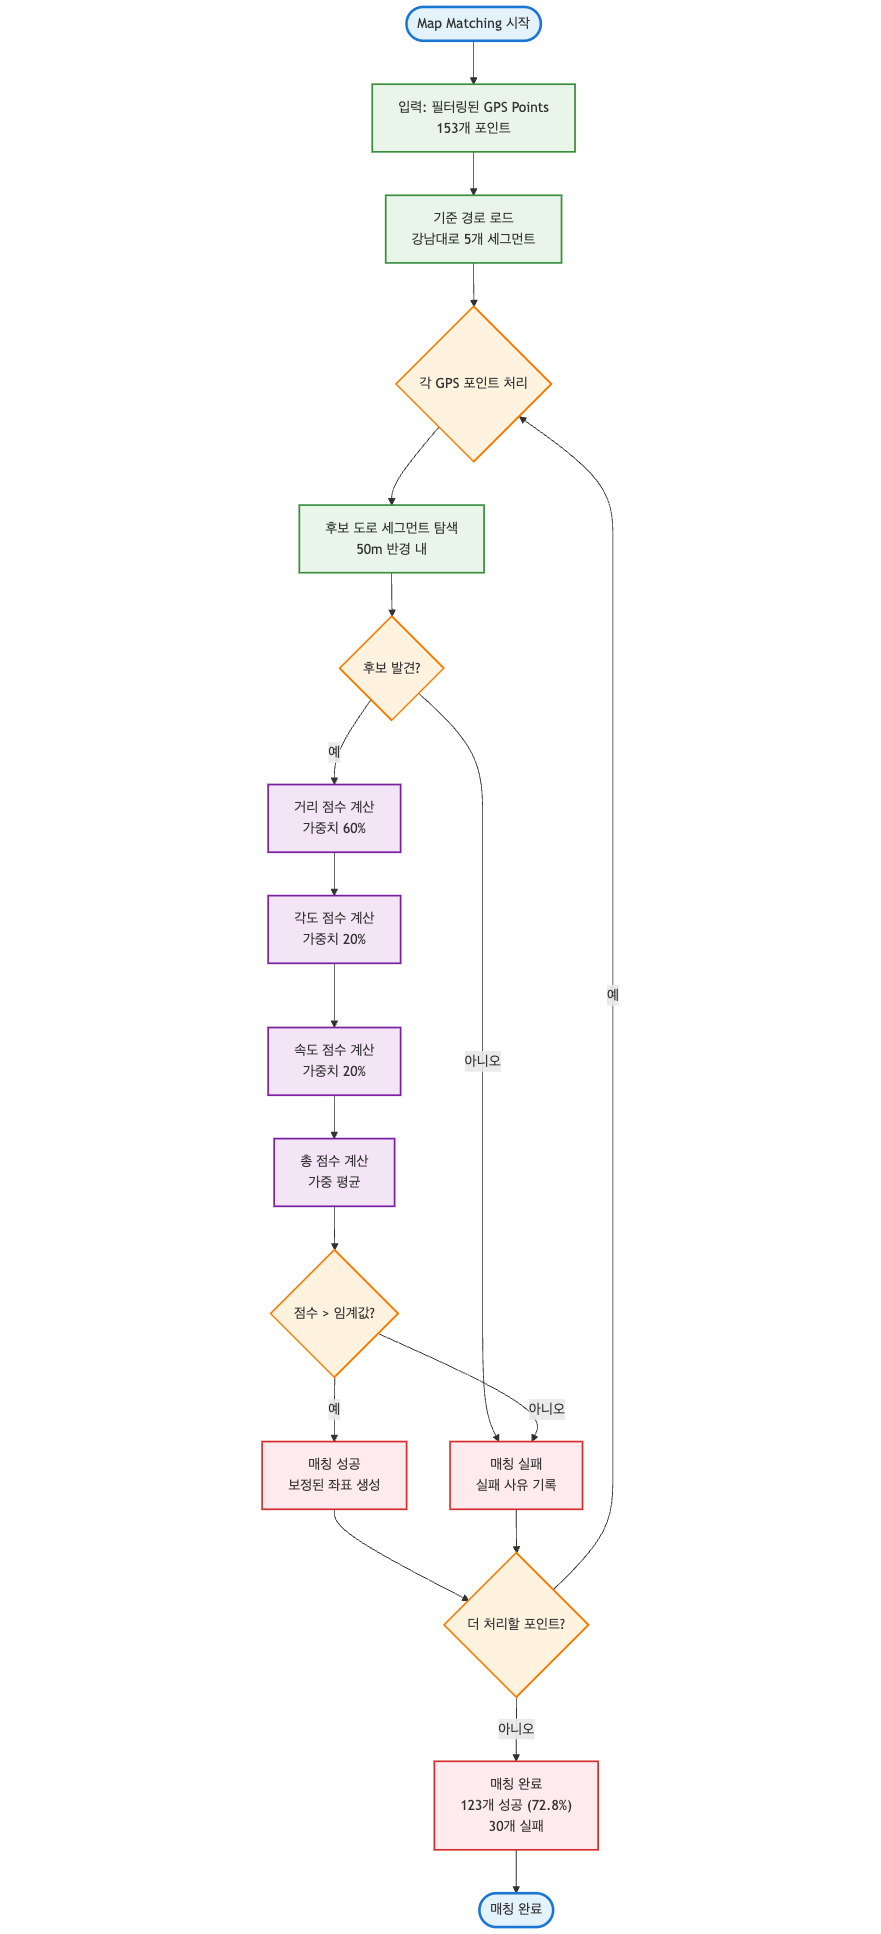 Map Matching 시작
입력: 필터링된 GPS Points
153개 포인트
기준 경로 로드
강남대로 5개 세그먼트
각 GPS 포인트 처리
후보 도로 세그먼트 탐색
50m 반경 내
후보 발견?
예
거리 점수 계산
가중치 60%
각도 점수 계산
가중치 20%
예
속도 점수 계산
가중치 20%
아니오
총 점수 계산
가중 평균
점수 > 임계값?
예
아니오
매칭 성공
보정된 좌표 생성
매칭 실패
실패 사유 기록
더 처리할 포인트?
아니오
매칭 완료
123개 성공 (72.8%)
30개 실패
매칭 완료